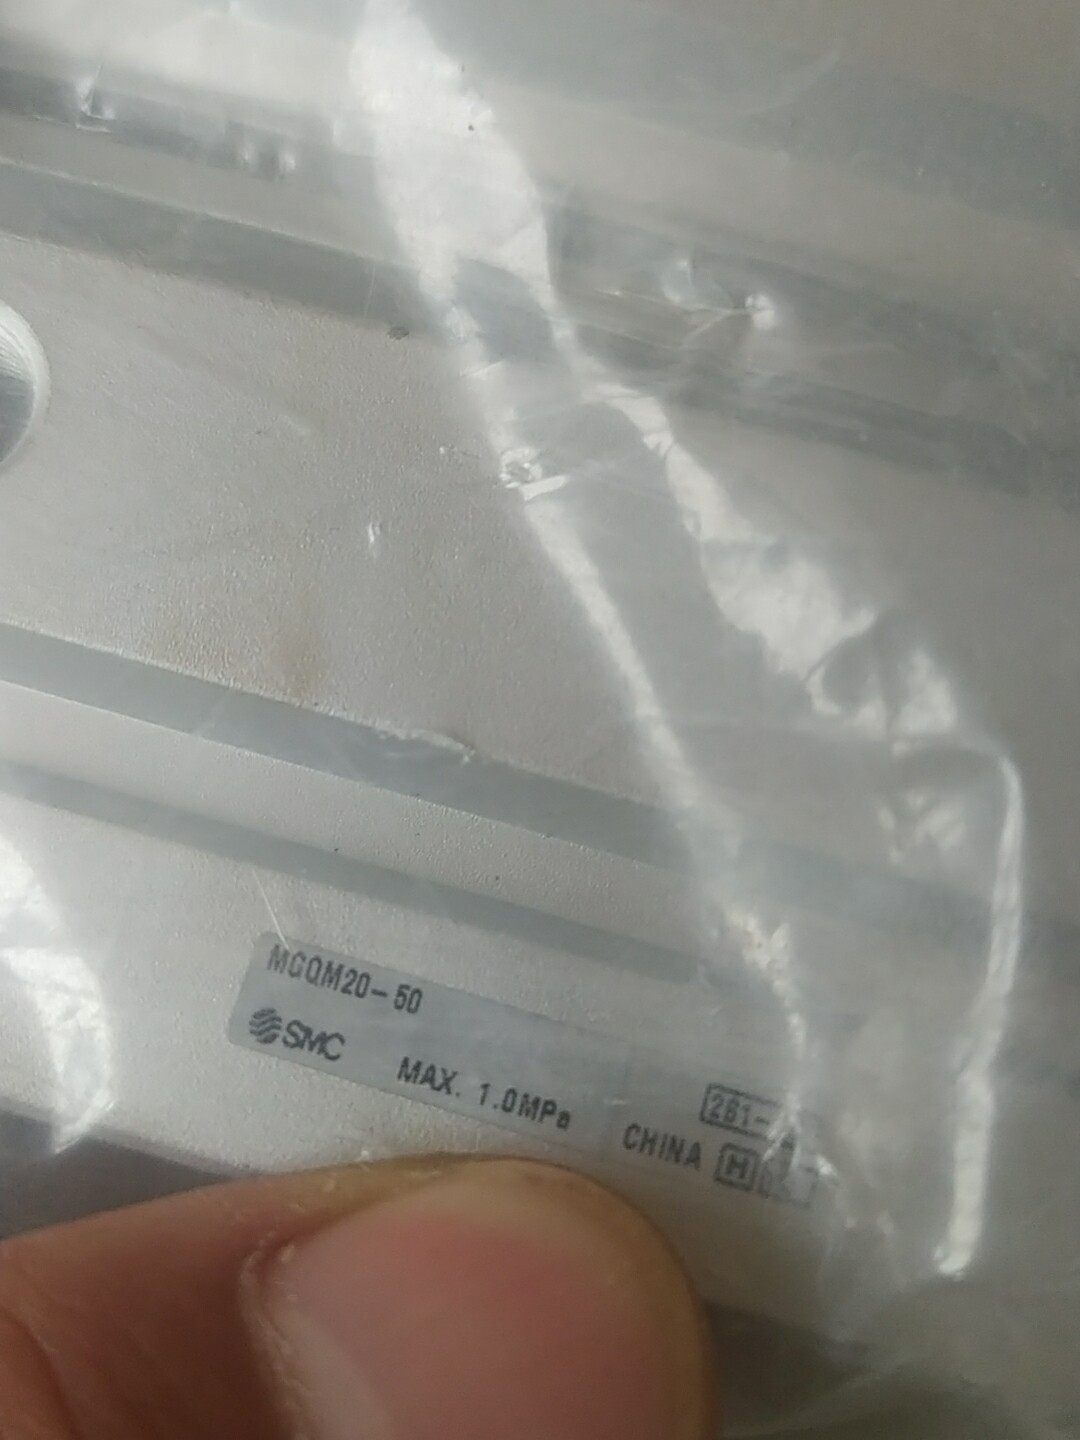 MGQM20-50
SMC
MAX. 1.0MPa
CHINA H